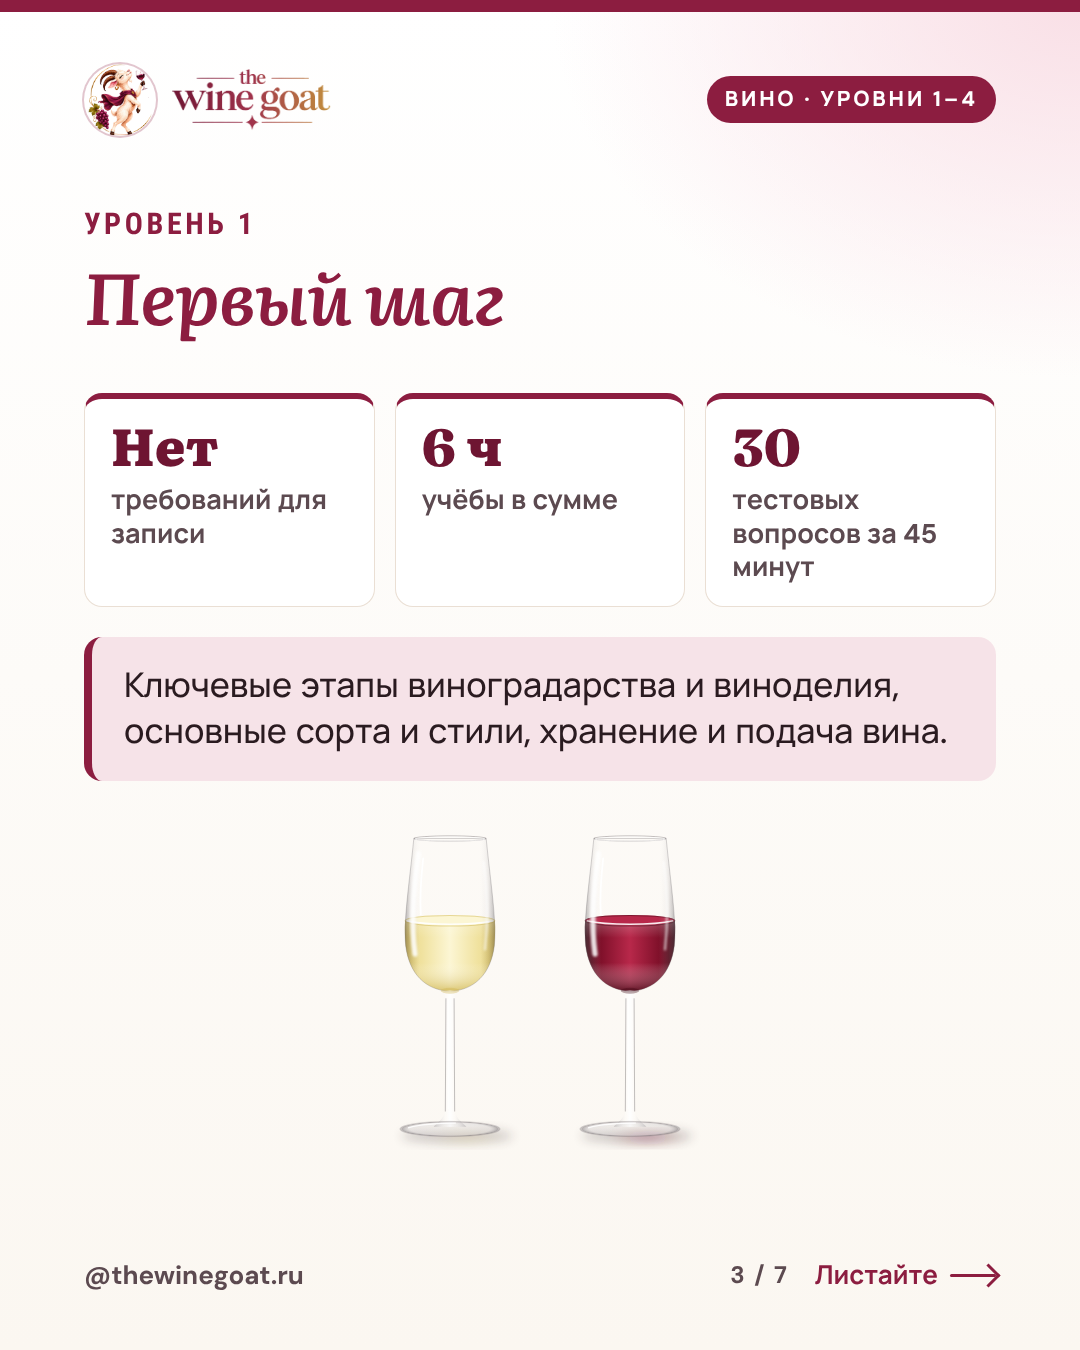 the
wine goat
ВИНО · УРОВНИ 1–4
УРОВЕНЬ 1
Первый шаг
Нет
требований для
записи
6 ч
учёбы в сумме
30
тестовых
вопросов за 45
минут
Ключевые этапы виноградарства и виноделия,
основные сорта и стили, хранение и подача вина.
@thewinegoat.ru
3 / 7 Листайте